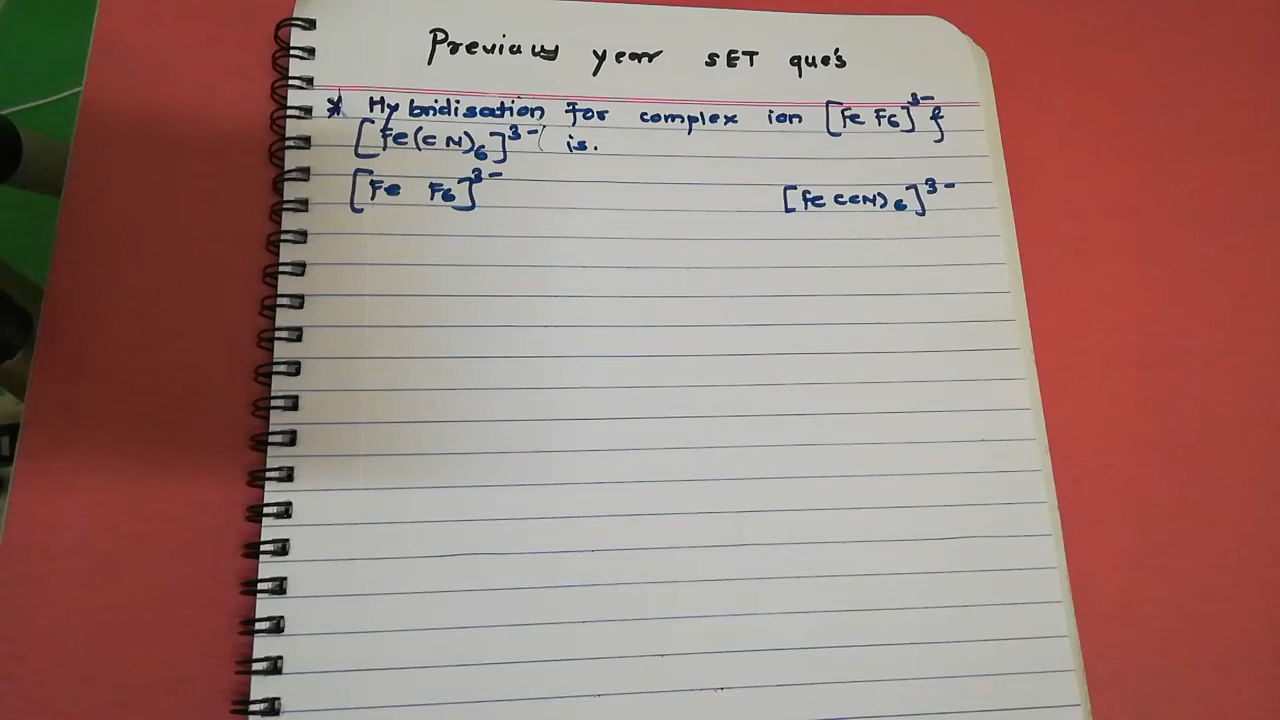 Previous year SET que's
* Hybridisation for complex ion [Fe F6]3- &
[Fe(CN)6]3- is.
[Fe F6]3- [Fe (CN)6]3-